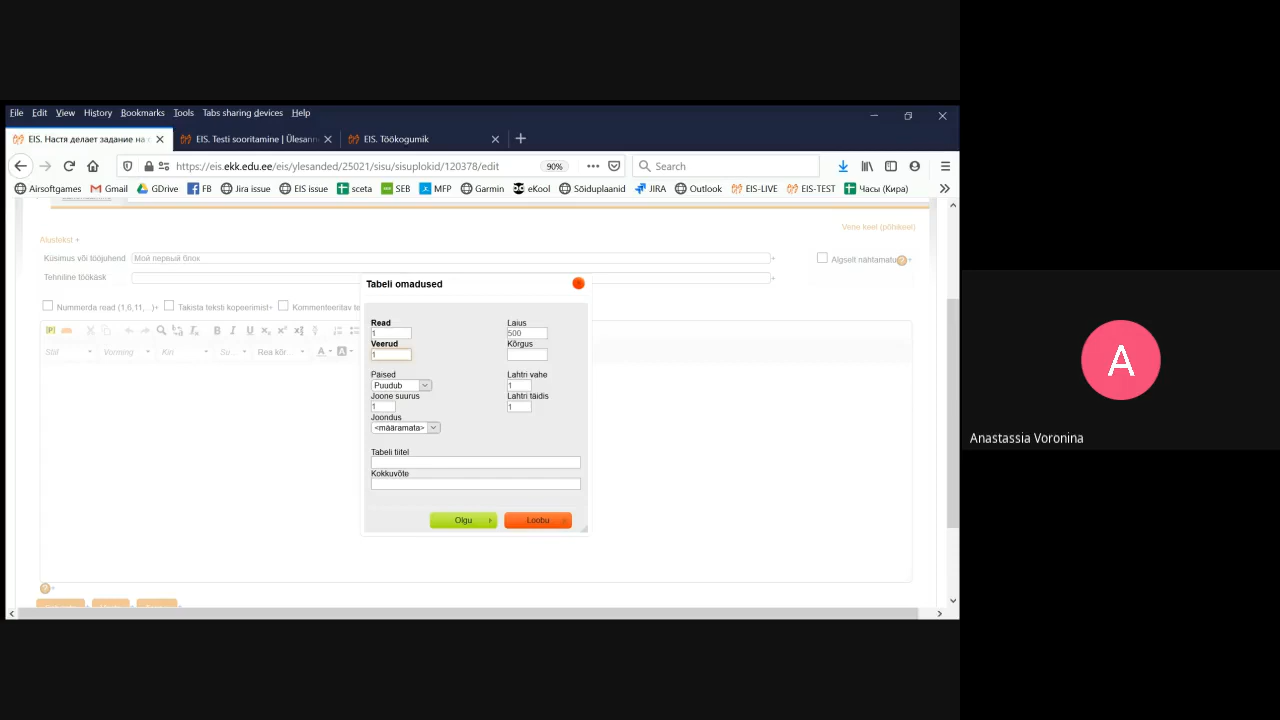 File Edit View History Bookmarks Tools Tabs sharing devices Help
EIS. Настя делает задание на с
EIS. Testi sooritamine | Ülesann
EIS. Töökogumik
https://eis.ekk.edu.ee/eis/ylesanded/25021/sisu/sisuplokid/120378/edit
90%
Search
Airsoftgames Gmail GDrive FB Jira issue EIS issue sceta SEB MFP Garmin eKool Sõiduplaanid JIRA Outlook EIS-LIVE EIS-TEST Часы (Кира)
Vene keel (põhikeel)
Alustekst +
Küsimus või tööjuhend
Мой первый блок
Algselt nähtamatu
Tehniline töökäsk
Nummerda read (1,6,11, ...)
Takista teksti kopeerimist
Kommenteeritav te
Stiil Vorming Kiri Su... Rea kõr...
Tabeli omadused
Read
1
Laius
500
Veerud
1
Kõrgus
Päised
Puudub
Lahtri vahe
1
Joone suurus
1
Lahtri täidis
1
Joondus
<määramata>
Tabeli tiitel
Kokkuvõte
Olgu
Loobu
A
Anastassia Voronina